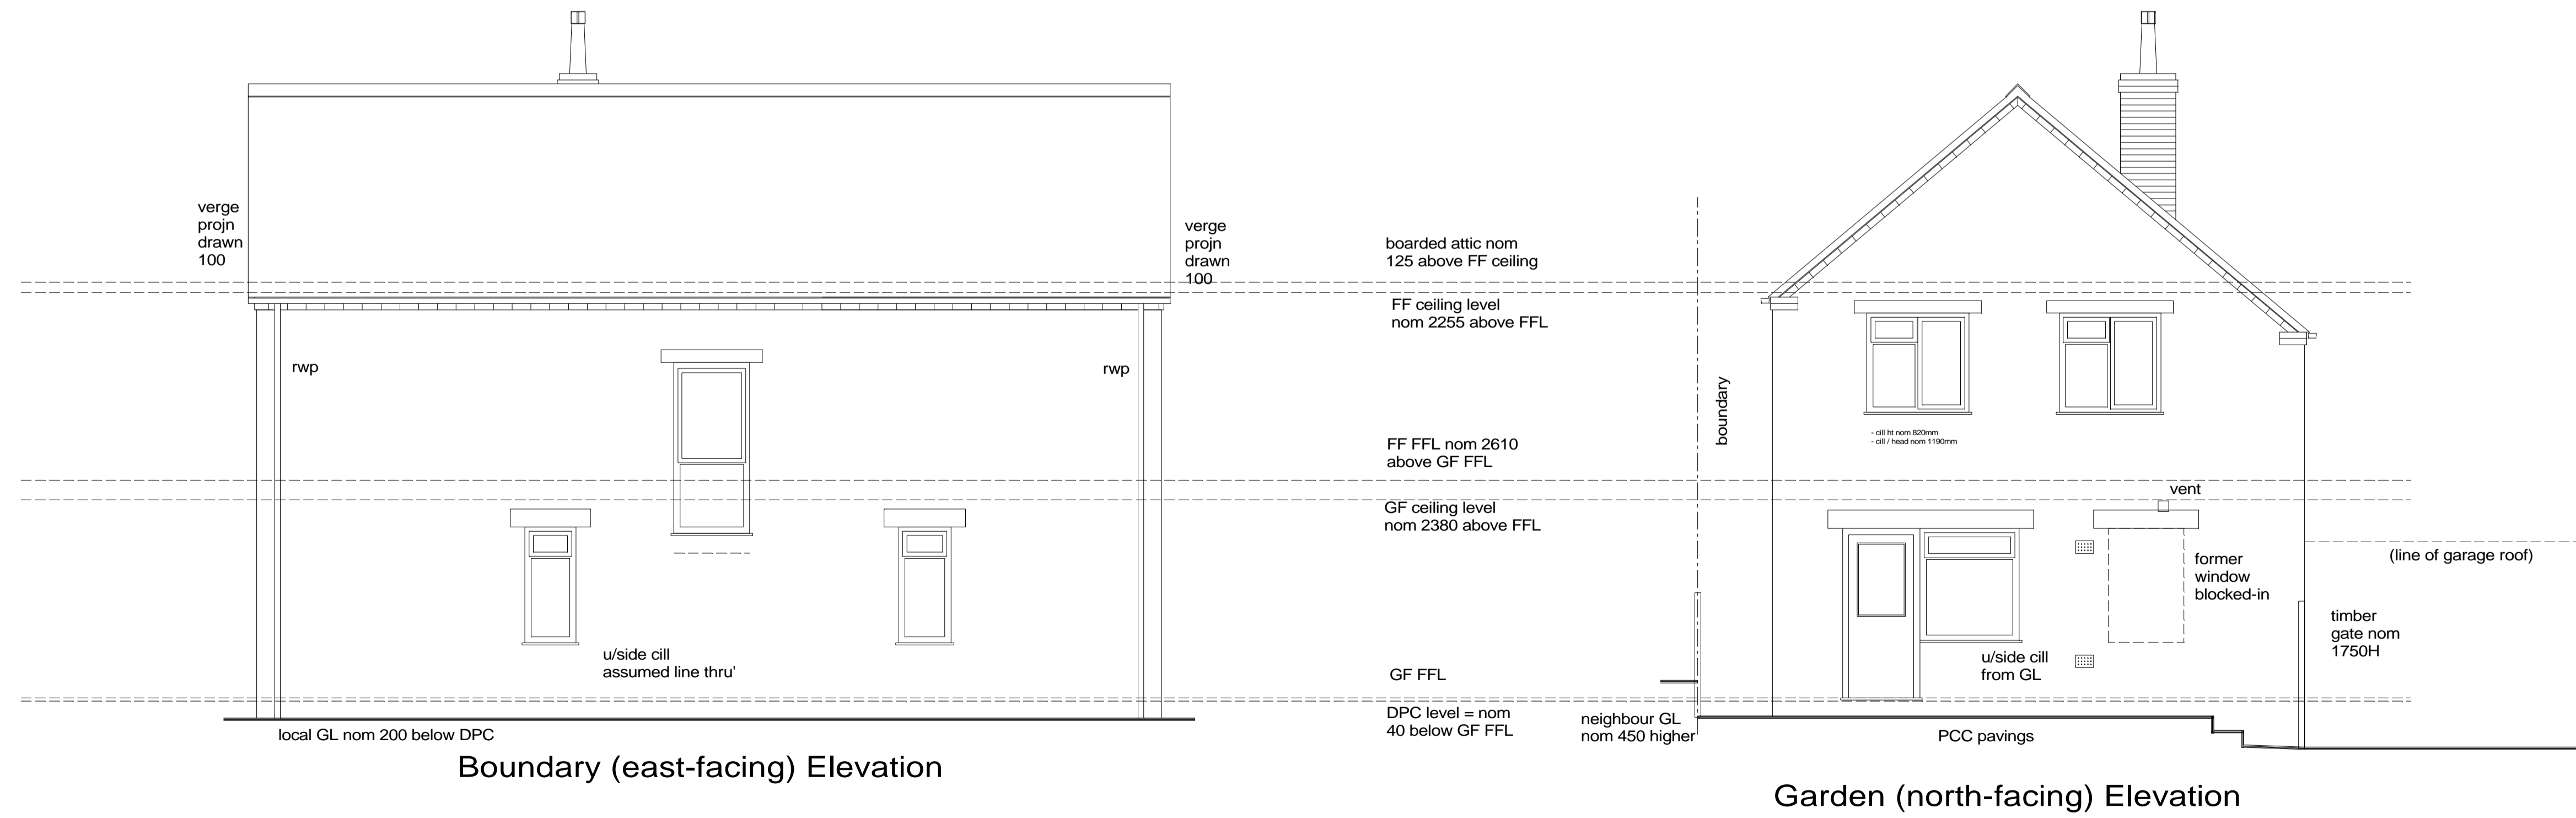 verge
projn
drawn
100
verge
projn
drawn
100
rwp
rwp
u/side cill
assumed line thru'
local GL nom 200 below DPC
Boundary (east-facing) Elevation
boarded attic nom
125 above FF ceiling
FF ceiling level
nom 2255 above FFL
FF FFL nom 2610
above GF FFL
GF ceiling level
nom 2380 above FFL
GF FFL
DPC level = nom
40 below GF FFL
boundary
neighbour GL
nom 450 higher
- cill ht nom 820mm
- cill / head nom 1190mm
vent
former
window
blocked-in
(line of garage roof)
timber
gate nom
1750H
u/side cill
from GL
PCC pavings
Garden (north-facing) Elevation